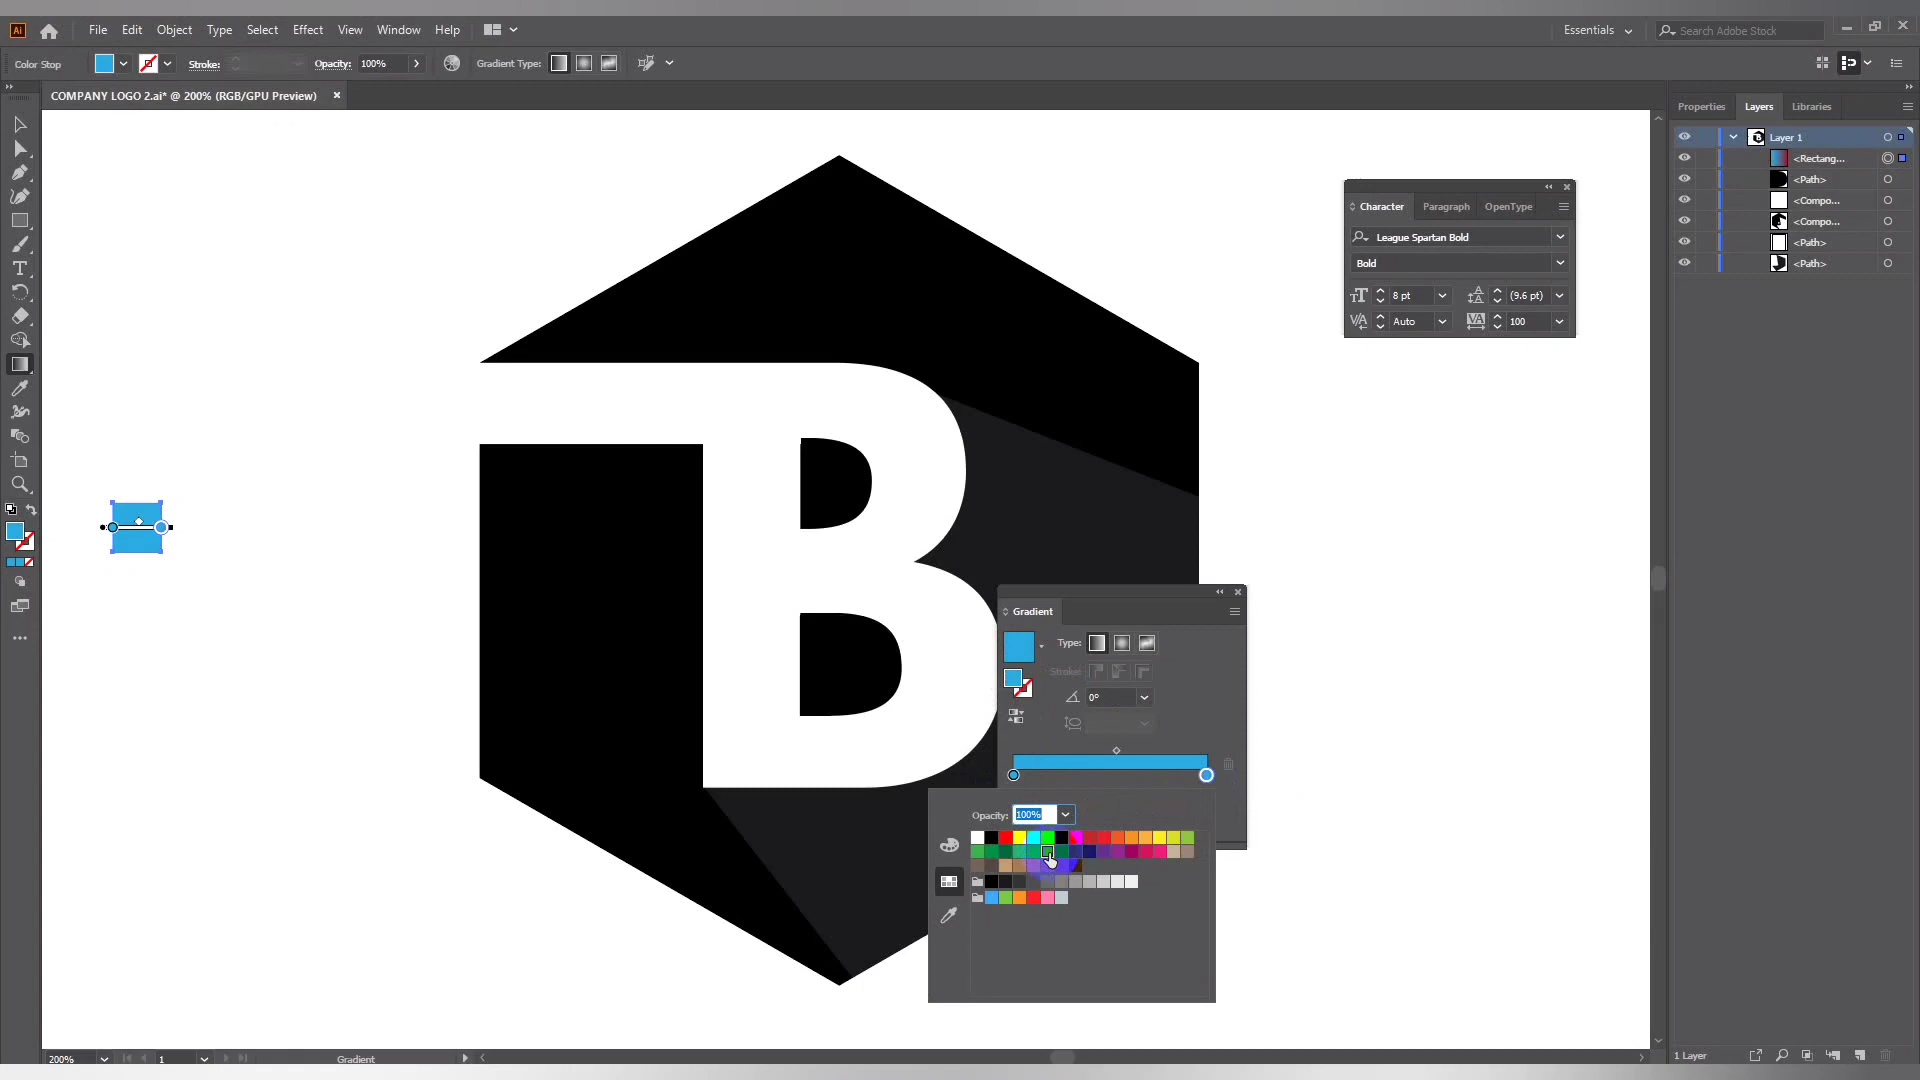 Ai File Edit Object Type Select Effect View Window Help Essentials Search Adobe Stock
Color Stop Stroke: Opacity: 100% Gradient Type:
COMPANY LOGO 2.ai* @ 200% (RGB/GPU Preview) ×
Properties Layers Libraries
Layer 1
<Rectang...
<Path>
<Compo...
<Compo...
<Path>
<Path>
Character Paragraph OpenType
League Spartan Bold
Bold
8 pt (9.6 pt)
Auto 100
B
Gradient
Type:
Stroke:
0°
Opacity: 100%
200% 1 Gradient
1 Layer